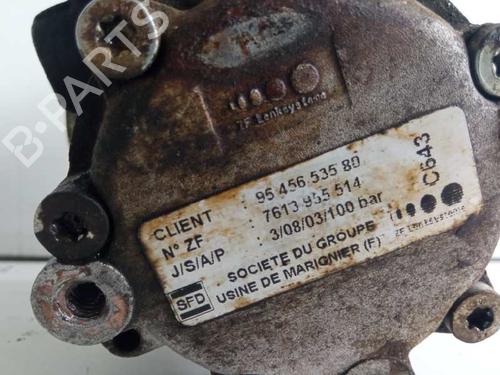 B-PARTS
ZF Lenksysteme
CLIENT : 95 456 535 80
N° ZF : 7613 955 514
J/S/A/P : 3/08/03/100 bar
C643
ZF Lenksysteme
SFD
SOCIETE DU GROUPE
USINE DE MARIGNIER (F)